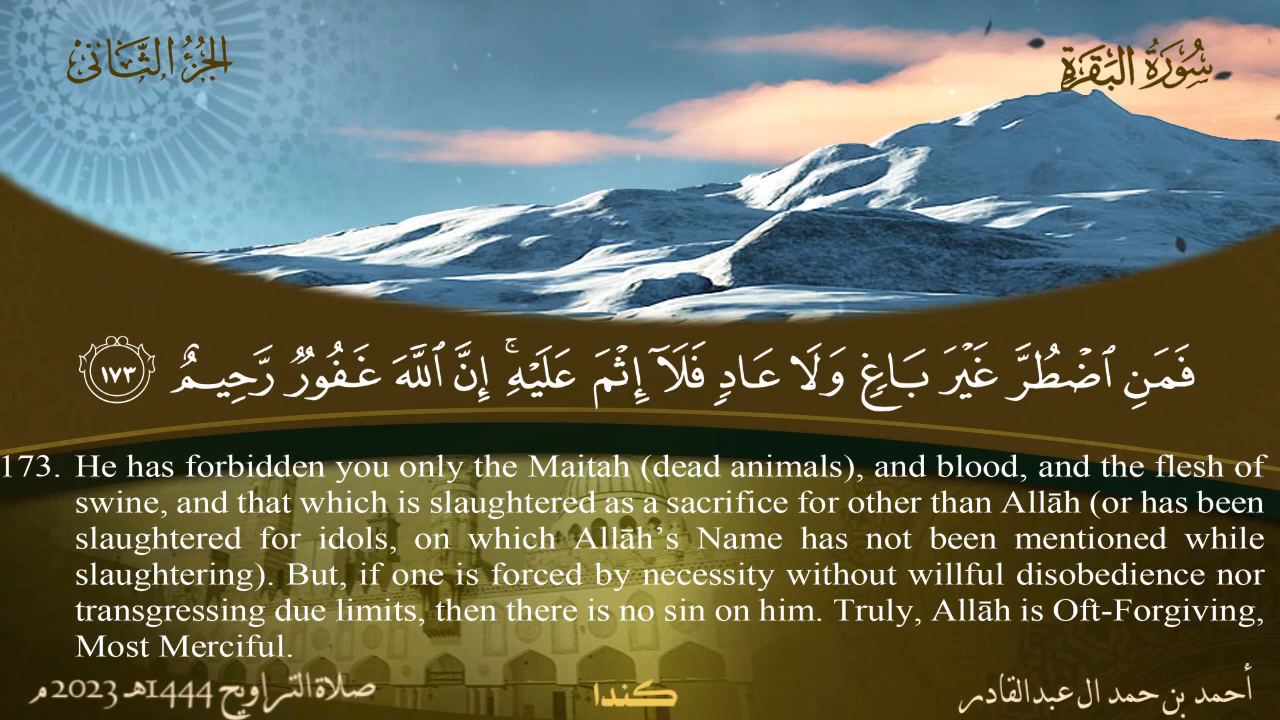 الجُزْءُ الثَّانِى
سُورَةُ البَقَرَةِ
فَمَنِ ٱضْطُرَّ غَيْرَ بَاغٍ وَلَا عَادٍ فَلَآ إِثْمَ عَلَيْهِ ۚ إِنَّ ٱللَّهَ غَفُورٌ رَّحِيمٌ ١٧٣
173. He has forbidden you only the Maitah (dead animals), and blood, and the flesh of
swine, and that which is slaughtered as a sacrifice for other than Allāh (or has been
slaughtered for idols, on which Allāh’s Name has not been mentioned while
slaughtering). But, if one is forced by necessity without willful disobedience nor
transgressing due limits, then there is no sin on him. Truly, Allāh is Oft-Forgiving,
Most Merciful.
أحمد بن حمد ال عبدالقادر
كندا
صلاة التراويح 1444هـ 2023م